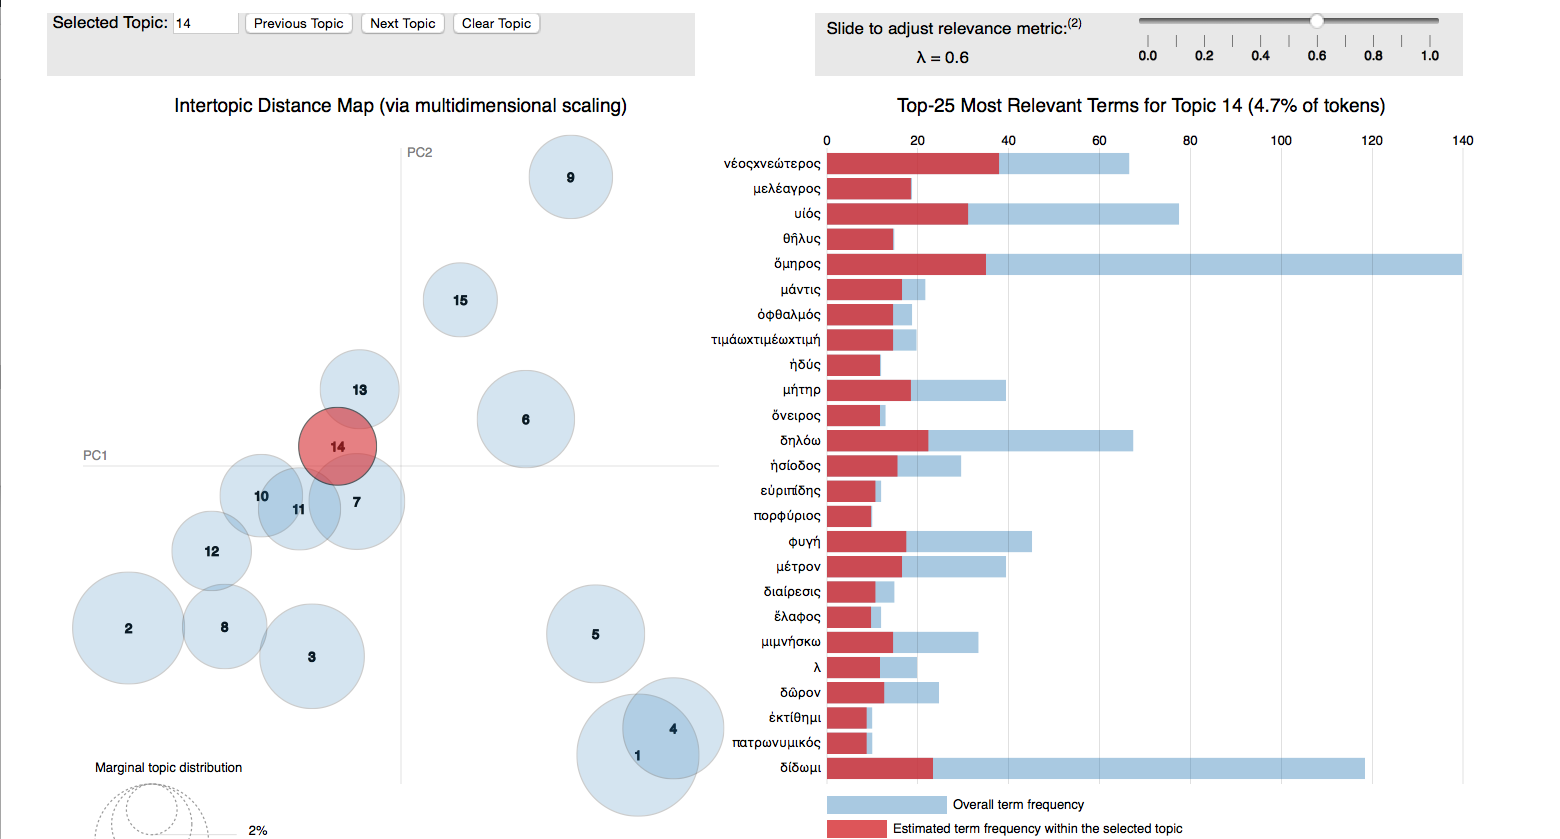 Selected Topic: 14 Previous Topic Next Topic Clear Topic
Slide to adjust relevance metric:(2)
λ = 0.6
0.0 0.2 0.4 0.6 0.8 1.0
Intertopic Distance Map (via multidimensional scaling)
PC2
PC1
9
15
13
6
14
10
11
7
12
2
8
3
5
4
1
Marginal topic distribution
2%
Top-25 Most Relevant Terms for Topic 14 (4.7% of tokens)
0 20 40 60 80 100 120 140
νέοςχνεώτερος
μελέαγρος
υἱός
θῆλυς
ὅμηρος
μάντις
ὀφθαλμός
τιμάωχτιμέωχτιμή
ἡδύς
μήτηρ
ὄνειρος
δηλόω
ἡσίοδος
εὐριπίδης
πορφύριος
φυγή
μέτρον
διαίρεσις
ἔλαφος
μιμνήσκω
λ
δῶρον
ἐκτίθημι
πατρωνυμικός
δίδωμι
Overall term frequency
Estimated term frequency within the selected topic